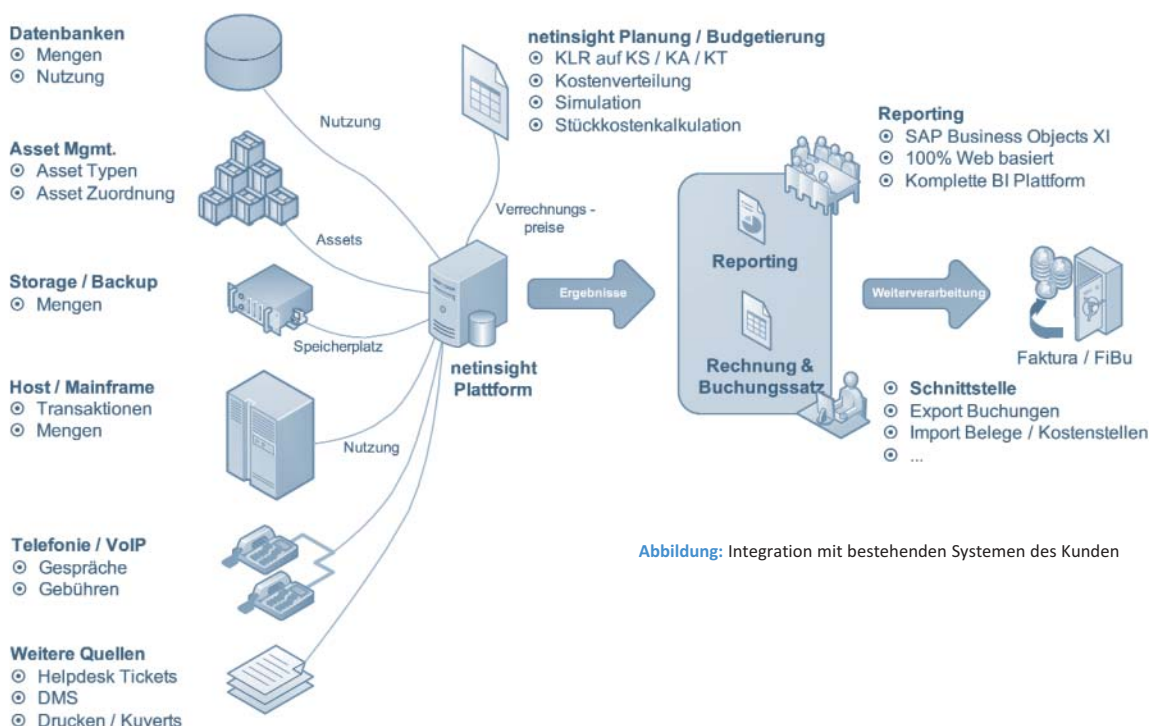 Datenbanken
Mengen
Nutzung
Nutzung
netinsight Planung / Budgetierung
KLR auf KS / KA / KT
Kostenverteilung
Simulation
Stückkostenkalkulation
Verrechnungs -
preise
Asset Mgmt.
Asset Typen
Asset Zuordnung
Assets
Storage / Backup
Mengen
Speicherplatz
Host / Mainframe
Transaktionen
Mengen
Nutzung
Telefonie / VoIP
Gespräche
Gebühren
Weitere Quellen
Helpdesk Tickets
DMS
Drucken / Kuverts
netinsight
Plattform
Ergebnisse
Reporting
Rechnung &
Buchungssatz
Reporting
SAP Business Objects XI
100% Web basiert
Komplette BI Plattform
Weiterverarbeitung
Faktura / FiBu
Schnittstelle
Export Buchungen
Import Belege / Kostenstellen
...
Abbildung: Integration mit bestehenden Systemen des Kunden